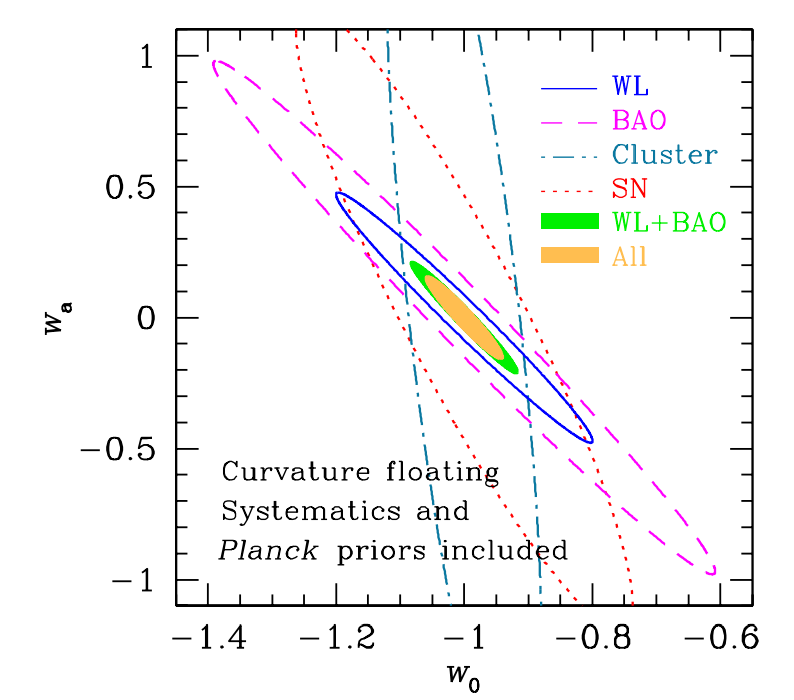 1
0.5
0
−0.5
−1
w_a
WL
BAO
Cluster
SN
WL+BAO
All
Curvature floating
Systematics and
Planck priors included
−1.4 −1.2 −1 −0.8 −0.6
w_0